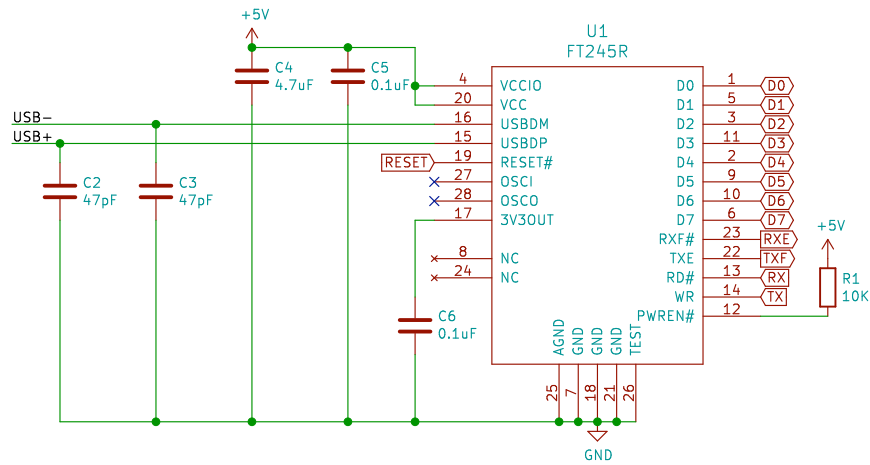 +5V
U1
FT245R
C4
4.7uF
C5
0.1uF
USB-
USB+
C2
47pF
C3
47pF
RESET
C6
0.1uF
4 VCCIO
20 VCC
16 USBDM
15 USBDP
19 RESET#
27 OSCI
28 OSCO
17 3V3OUT
8 NC
24 NC
D0 1 D0
D1 5 D1
D2 3 D2
D3 11 D3
D4 2 D4
D5 9 D5
D6 10 D6
D7 6 D7
RXF# 23 RXE
TXE 22 TXF
RD# 13 RX
WR 14 TX
PWREN# 12
+5V
R1
10K
AGND
GND
GND
GND
TEST
25
7
18
21
26
GND